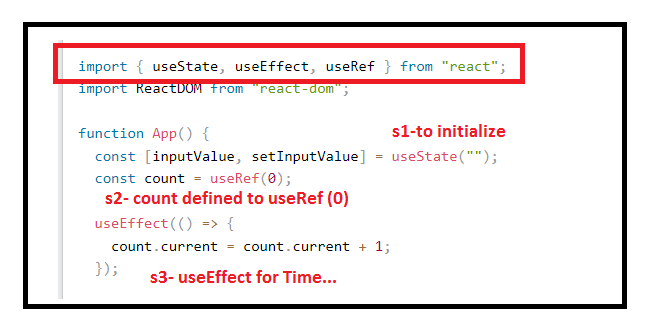 import { useState, useEffect, useRef } from "react";
import ReactDOM from "react-dom";
s1-to initialize
function App() {
const [inputValue, setInputValue] = useState("");
const count = useRef(0);
s2- count defined to useRef (0)
useEffect(() => {
count.current = count.current + 1;
});
s3- useEffect for Time...